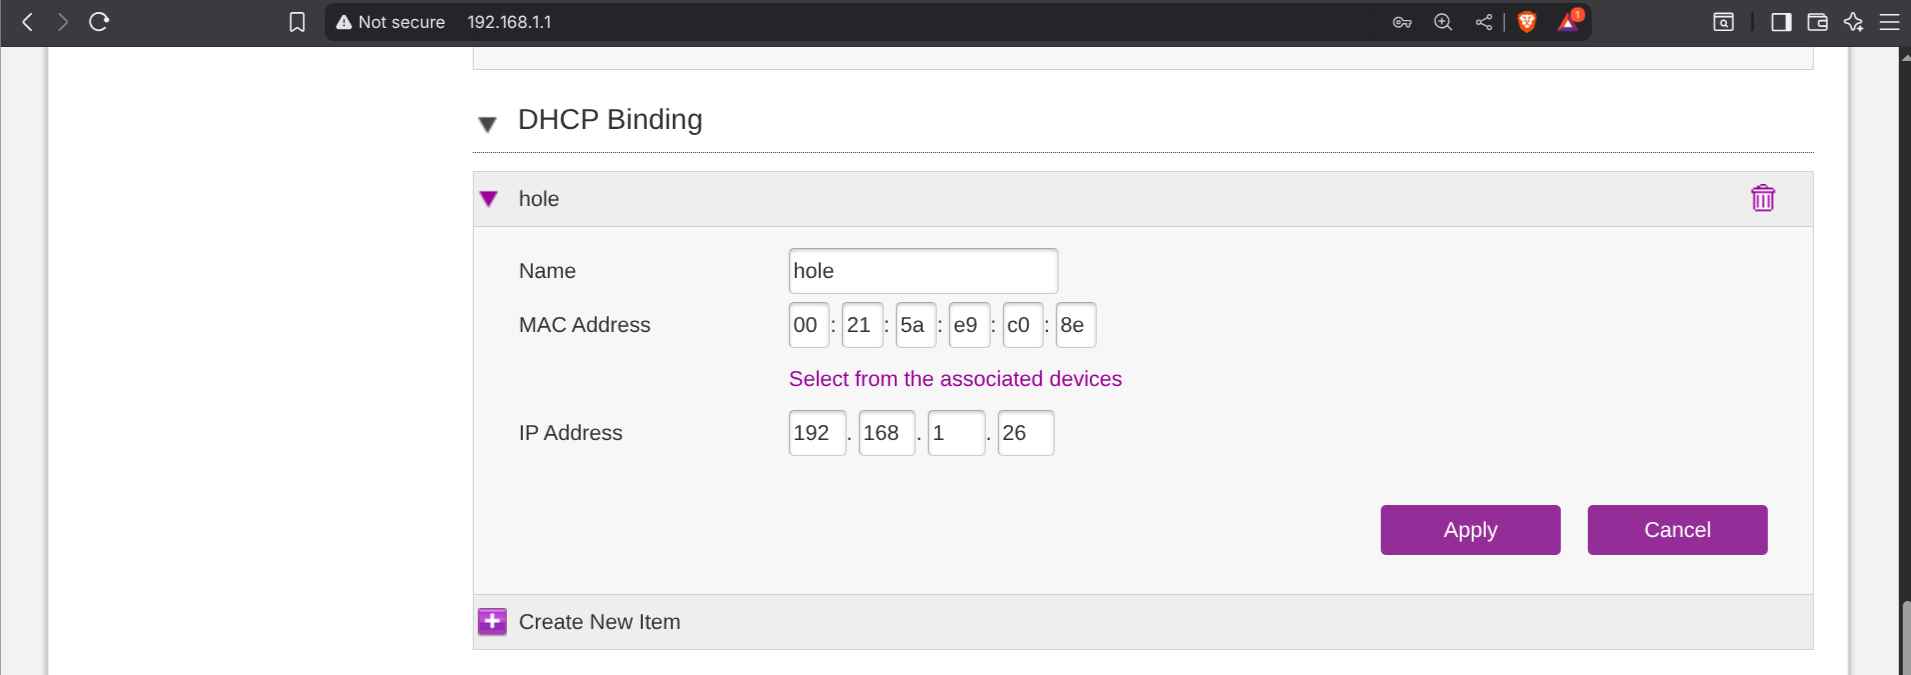 Not secure 192.168.1.1 1
DHCP Binding
hole
Name hole
MAC Address 00 : 21 : 5a : e9 : c0 : 8e
Select from the associated devices
IP Address 192 . 168 . 1 . 26
Apply Cancel
Create New Item